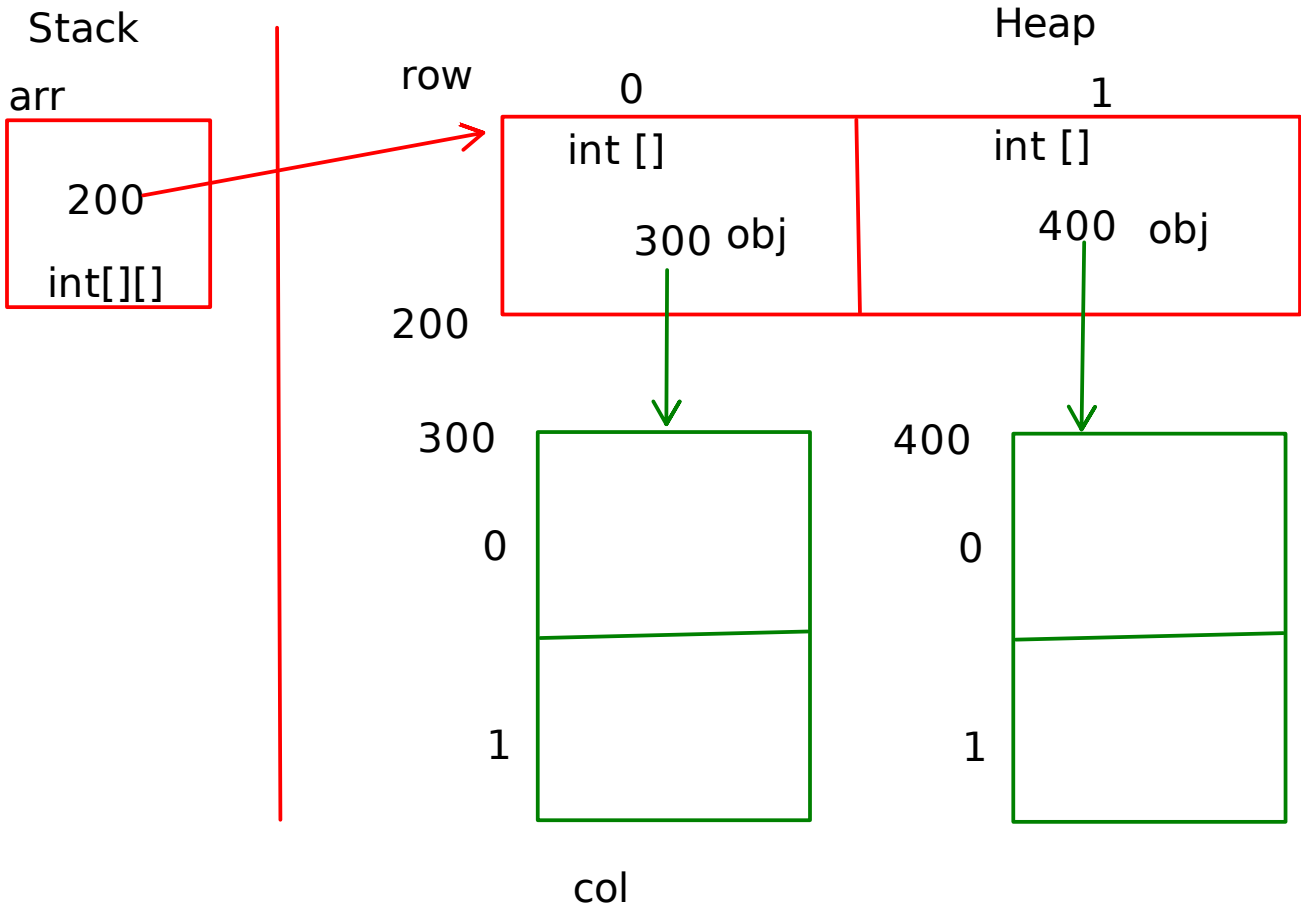 Stack
Heap
arr
row
0
1
int []
int []
200
300 obj
400 obj
int[][]
200
300
400
0
0
1
1
col